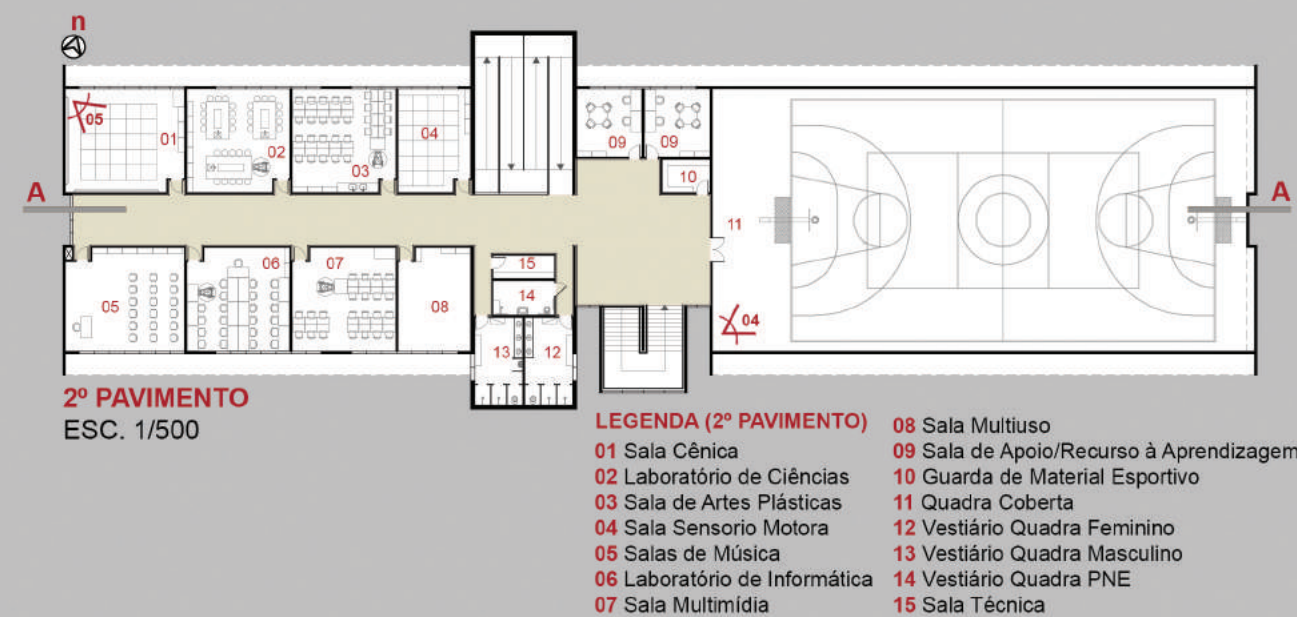 n
05
01
02
03
04
09
09
10
A
A
11
05
06
07
08
15
14
13
12
04
2º PAVIMENTO
ESC. 1/500
LEGENDA (2º PAVIMENTO)
01 Sala Cênica
02 Laboratório de Ciências
03 Sala de Artes Plásticas
04 Sala Sensorio Motora
05 Salas de Música
06 Laboratório de Informática
07 Sala Multimídia
08 Sala Multiuso
09 Sala de Apoio/Recurso à Aprendizagem
10 Guarda de Material Esportivo
11 Quadra Coberta
12 Vestiário Quadra Feminino
13 Vestiário Quadra Masculino
14 Vestiário Quadra PNE
15 Sala Técnica